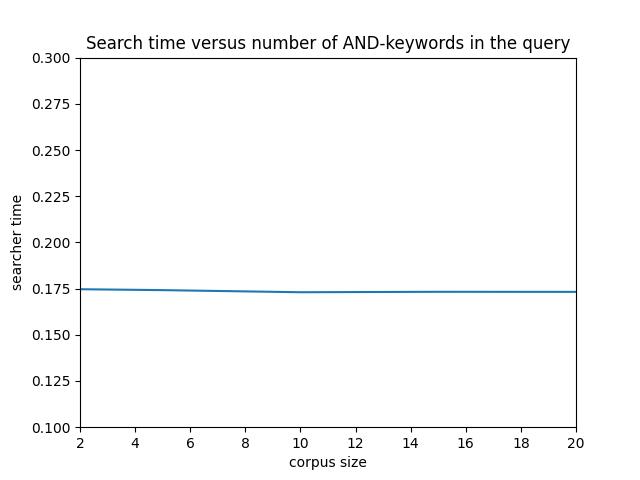 Search time versus number of AND-keywords in the query
0.300
0.275
0.250
0.225
0.200
0.175
0.150
0.125
0.100
searcher time
2 4 6 8 10 12 14 16 18 20
corpus size